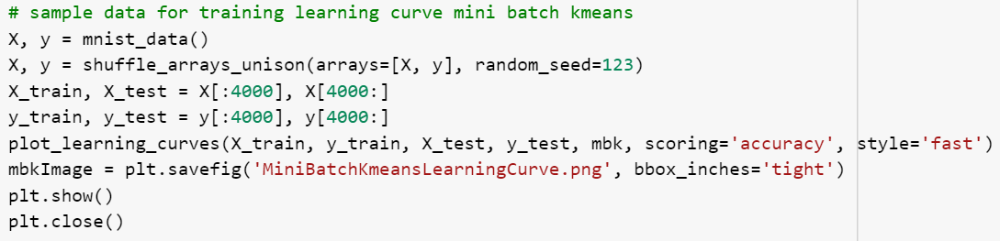 # sample data for training learning curve mini batch kmeans
X, y = mnist_data()
X, y = shuffle_arrays_unison(arrays=[X, y], random_seed=123)
X_train, X_test = X[:4000], X[4000:]
y_train, y_test = y[:4000], y[4000:]
plot_learning_curves(X_train, y_train, X_test, y_test, mbk, scoring='accuracy', style='fast')
mbkImage = plt.savefig('MiniBatchKmeansLearningCurve.png', bbox_inches='tight')
plt.show()
plt.close()